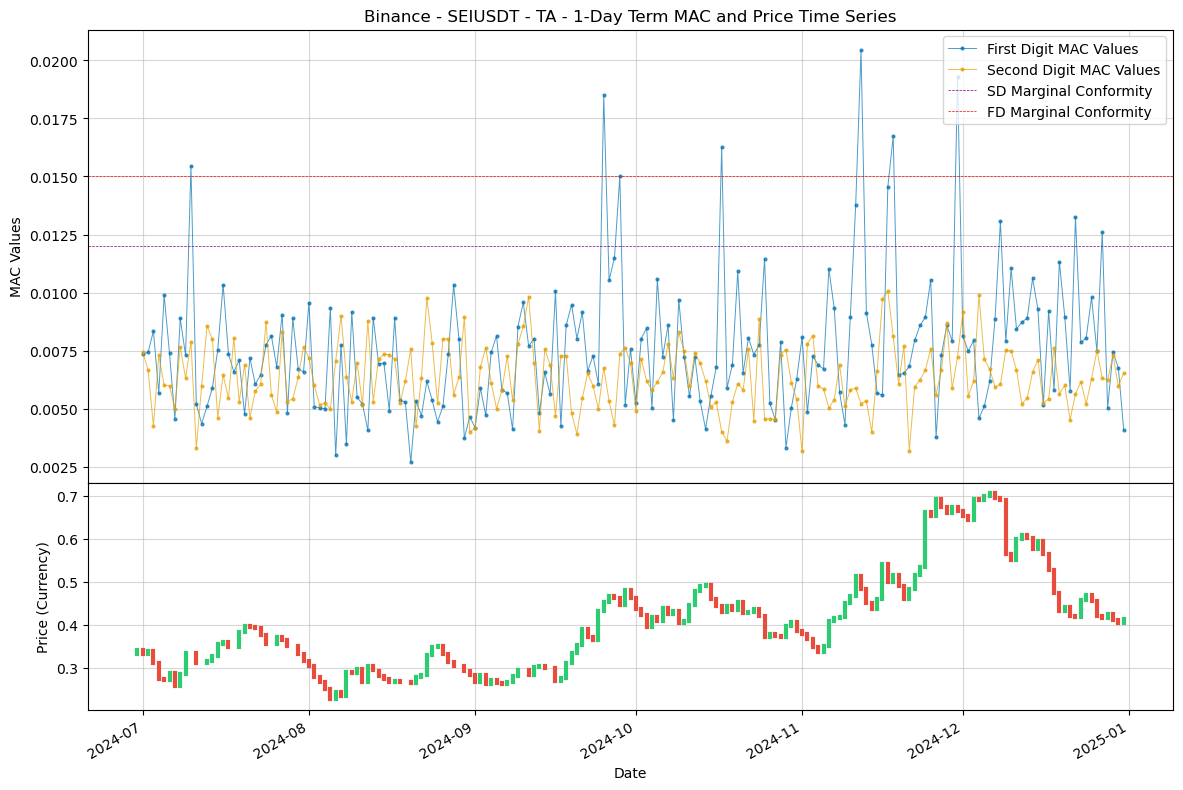 Binance - SEIUSDT - TA - 1-Day Term MAC and Price Time Series
First Digit MAC Values
Second Digit MAC Values
SD Marginal Conformity
FD Marginal Conformity
MAC Values
0.0200
0.0175
0.0150
0.0125
0.0100
0.0075
0.0050
0.0025
Price (Currency)
0.7
0.6
0.5
0.4
0.3
2024-07
2024-08
2024-09
2024-10
2024-11
2024-12
2025-01
Date